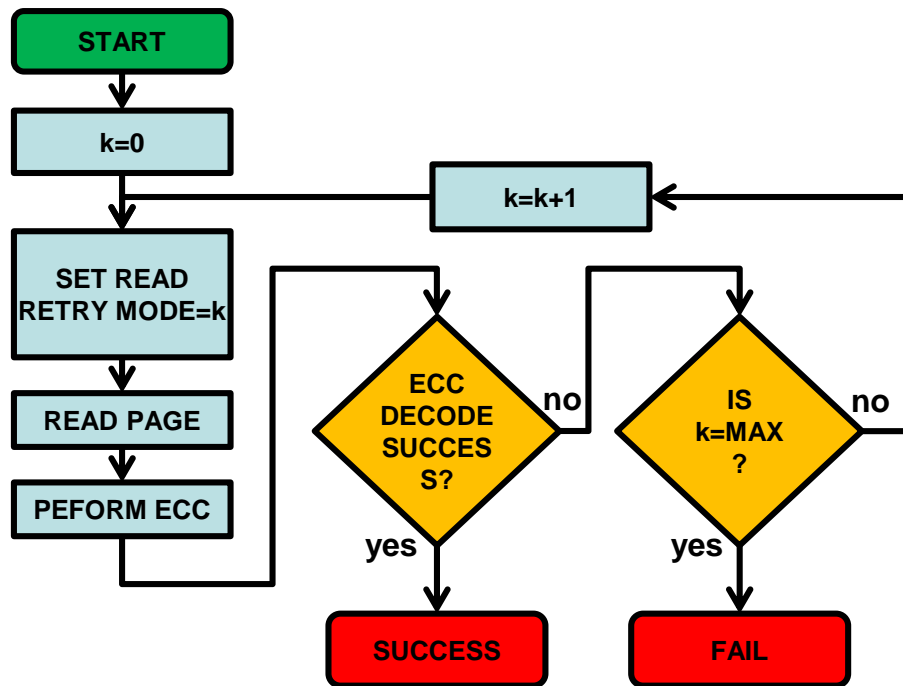 START
k=0
k=k+1
SET READ
RETRY MODE=k
READ PAGE
PEFORM ECC
ECC
DECODE
SUCCES
S?
no
yes
SUCCESS
IS
k=MAX
?
no
yes
FAIL